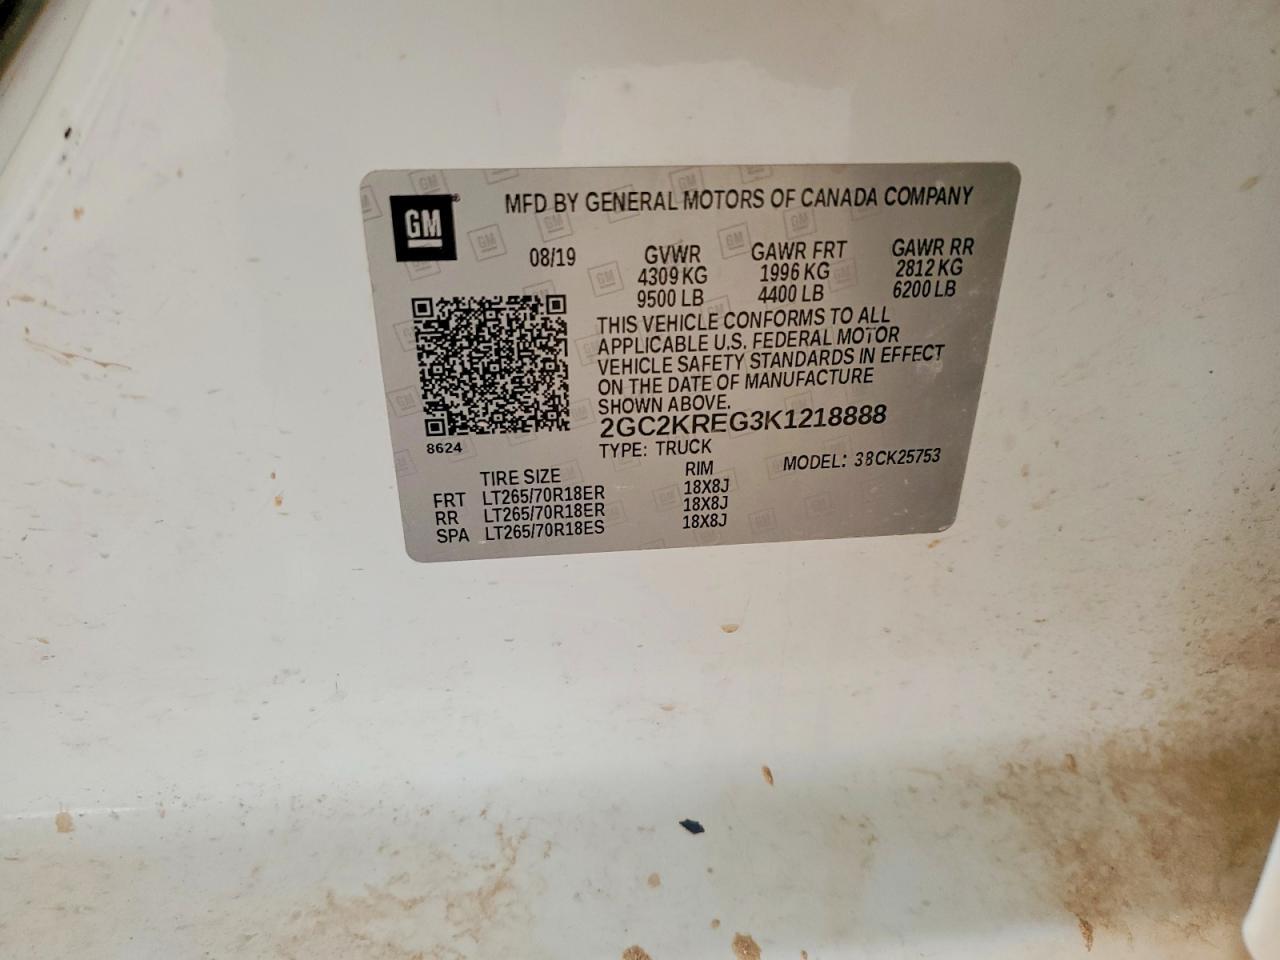 GM
MFD BY GENERAL MOTORS OF CANADA COMPANY
08/19 GVWR GAWR FRT GAWR RR
4309 KG 1996 KG 2812 KG
9500 LB 4400 LB 6200 LB
THIS VEHICLE CONFORMS TO ALL
APPLICABLE U.S. FEDERAL MOTOR
VEHICLE SAFETY STANDARDS IN EFFECT
ON THE DATE OF MANUFACTURE
SHOWN ABOVE.
2GC2KREG3K1218888
8624 TYPE: TRUCK
MODEL: 38CK25753
TIRE SIZE RIM
FRT LT265/70R18ER 18X8J
RR LT265/70R18ER 18X8J
SPA LT265/70R18ES 18X8J